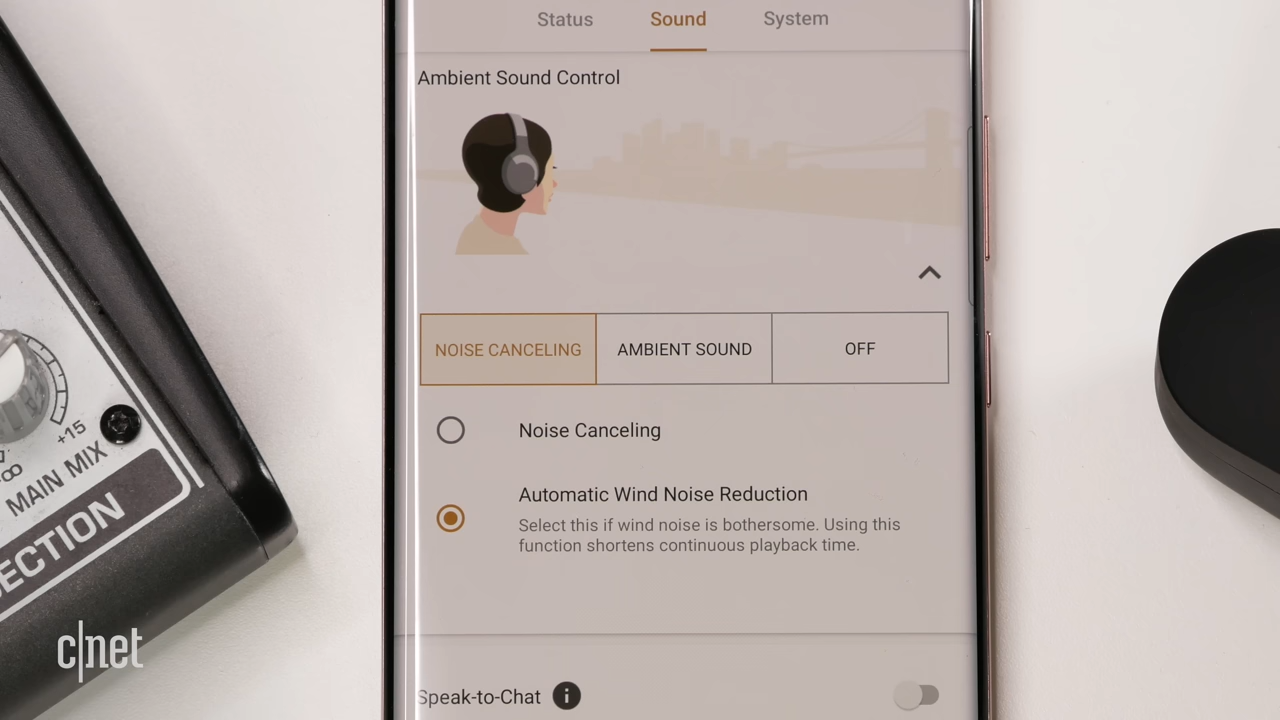 Status Sound System
Ambient Sound Control
NOISE CANCELING AMBIENT SOUND OFF
Noise Canceling
Automatic Wind Noise Reduction
Select this if wind noise is bothersome. Using this
function shortens continuous playback time.
Speak-to-Chat i
+15
∞
MAIN MIX
ECTION
c|net